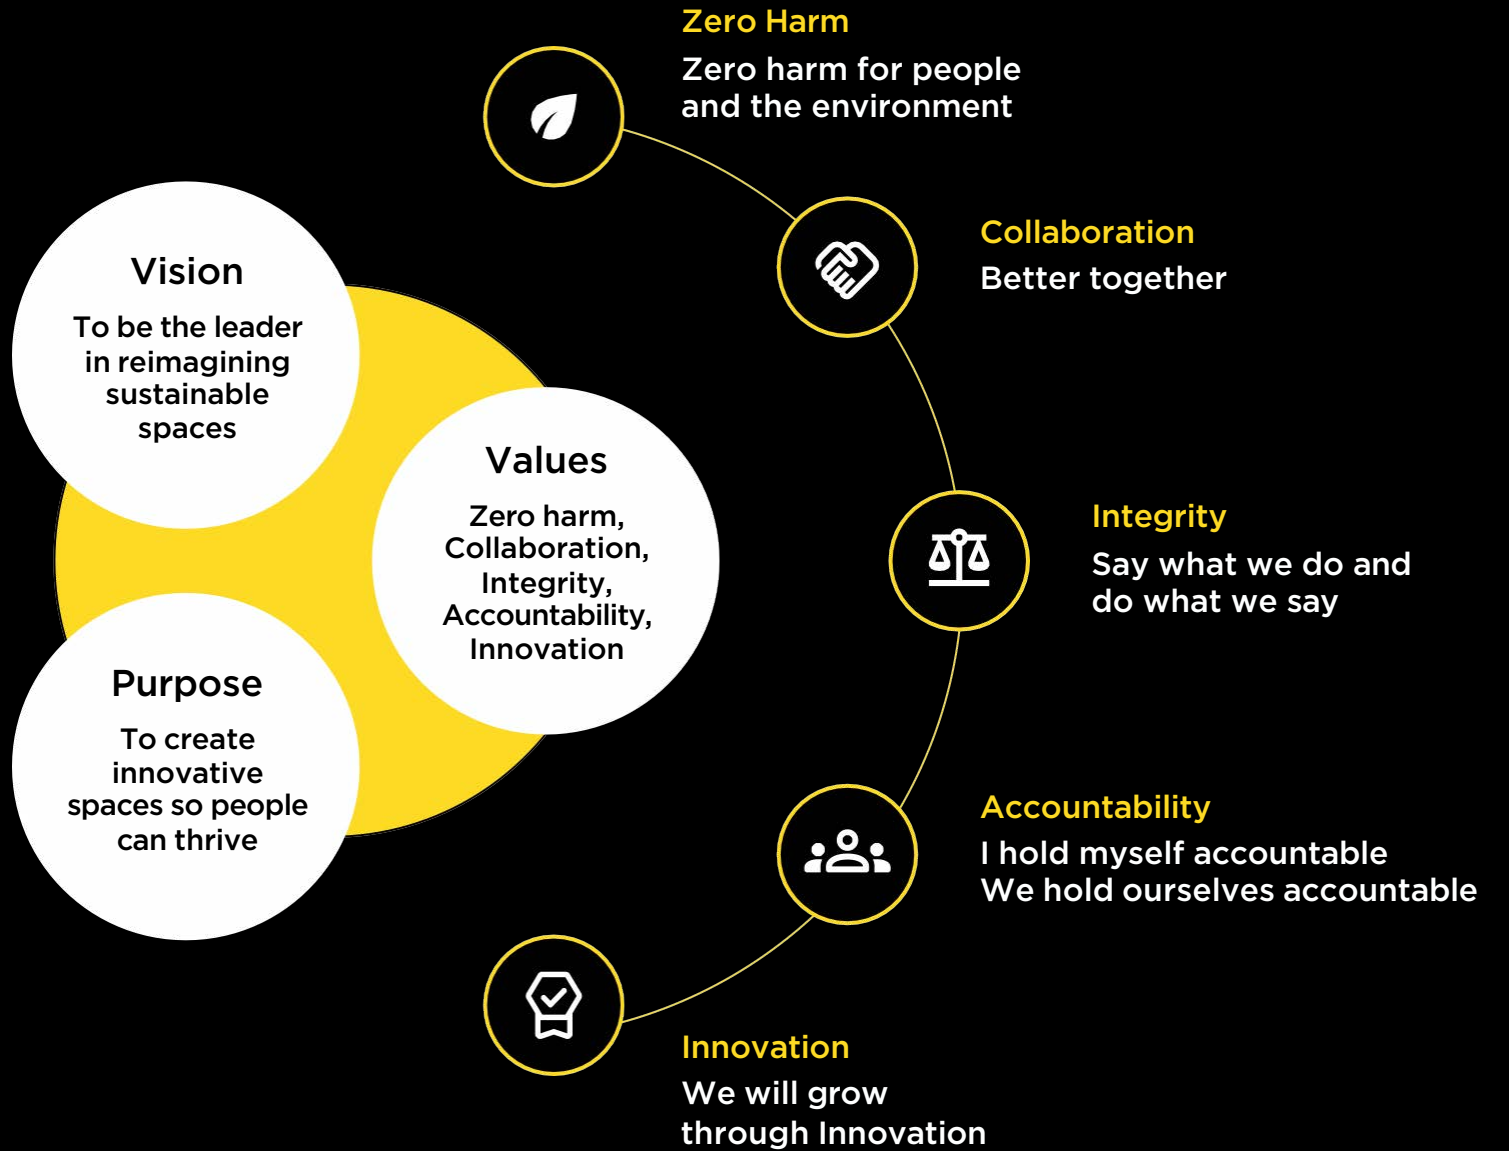 Vision
To be the leader
in reimagining
sustainable
spaces
Values
Zero harm,
Collaboration,
Integrity,
Accountability,
Innovation
Purpose
To create
innovative
spaces so people
can thrive
Zero Harm
Zero harm for people
and the environment
Collaboration
Better together
Integrity
Say what we do and
do what we say
Accountability
I hold myself accountable
We hold ourselves accountable
Innovation
We will grow
through Innovation